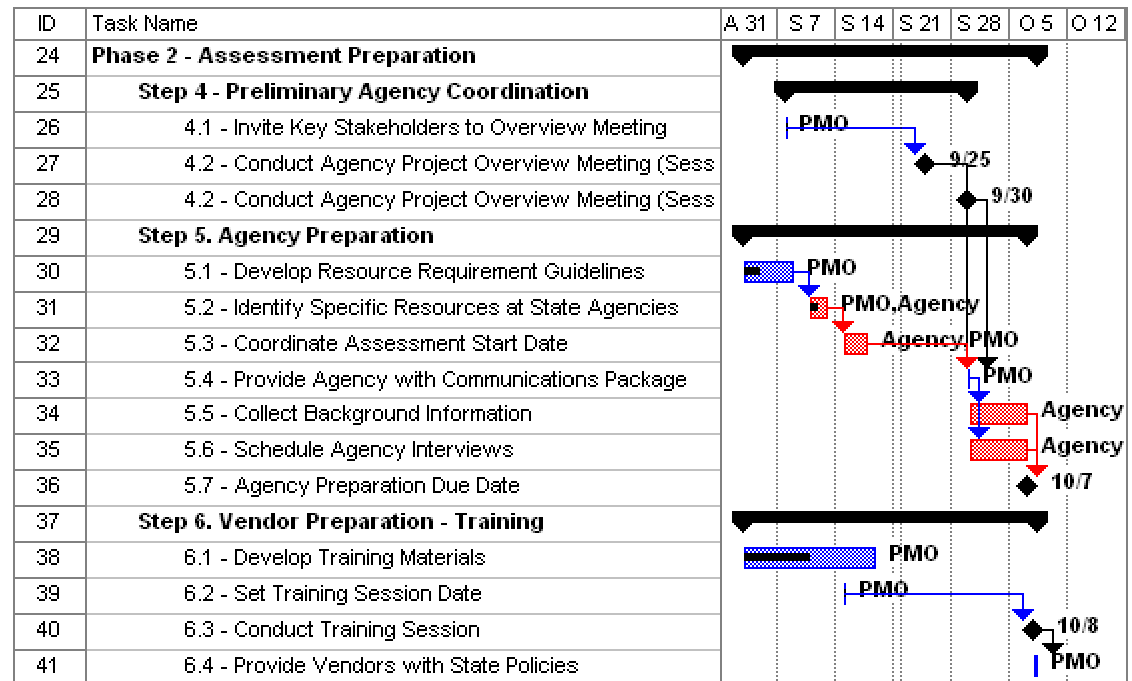 ID Task Name A 31 S 7 S 14 S 21 S 28 O 5 O 12
24 Phase 2 - Assessment Preparation
25 Step 4 - Preliminary Agency Coordination
26 4.1 - Invite Key Stakeholders to Overview Meeting PMO
27 4.2 - Conduct Agency Project Overview Meeting (Sess 9/25
28 4.2 - Conduct Agency Project Overview Meeting (Sess 9/30
29 Step 5. Agency Preparation
30 5.1 - Develop Resource Requirement Guidelines PMO
31 5.2 - Identify Specific Resources at State Agencies PMO,Agency
32 5.3 - Coordinate Assessment Start Date Agency,PMO
33 5.4 - Provide Agency with Communications Package PMO
34 5.5 - Collect Background Information Agency
35 5.6 - Schedule Agency Interviews Agency
36 5.7 - Agency Preparation Due Date 10/7
37 Step 6. Vendor Preparation - Training
38 6.1 - Develop Training Materials PMO
39 6.2 - Set Training Session Date PMO
40 6.3 - Conduct Training Session 10/8
41 6.4 - Provide Vendors with State Policies PMO